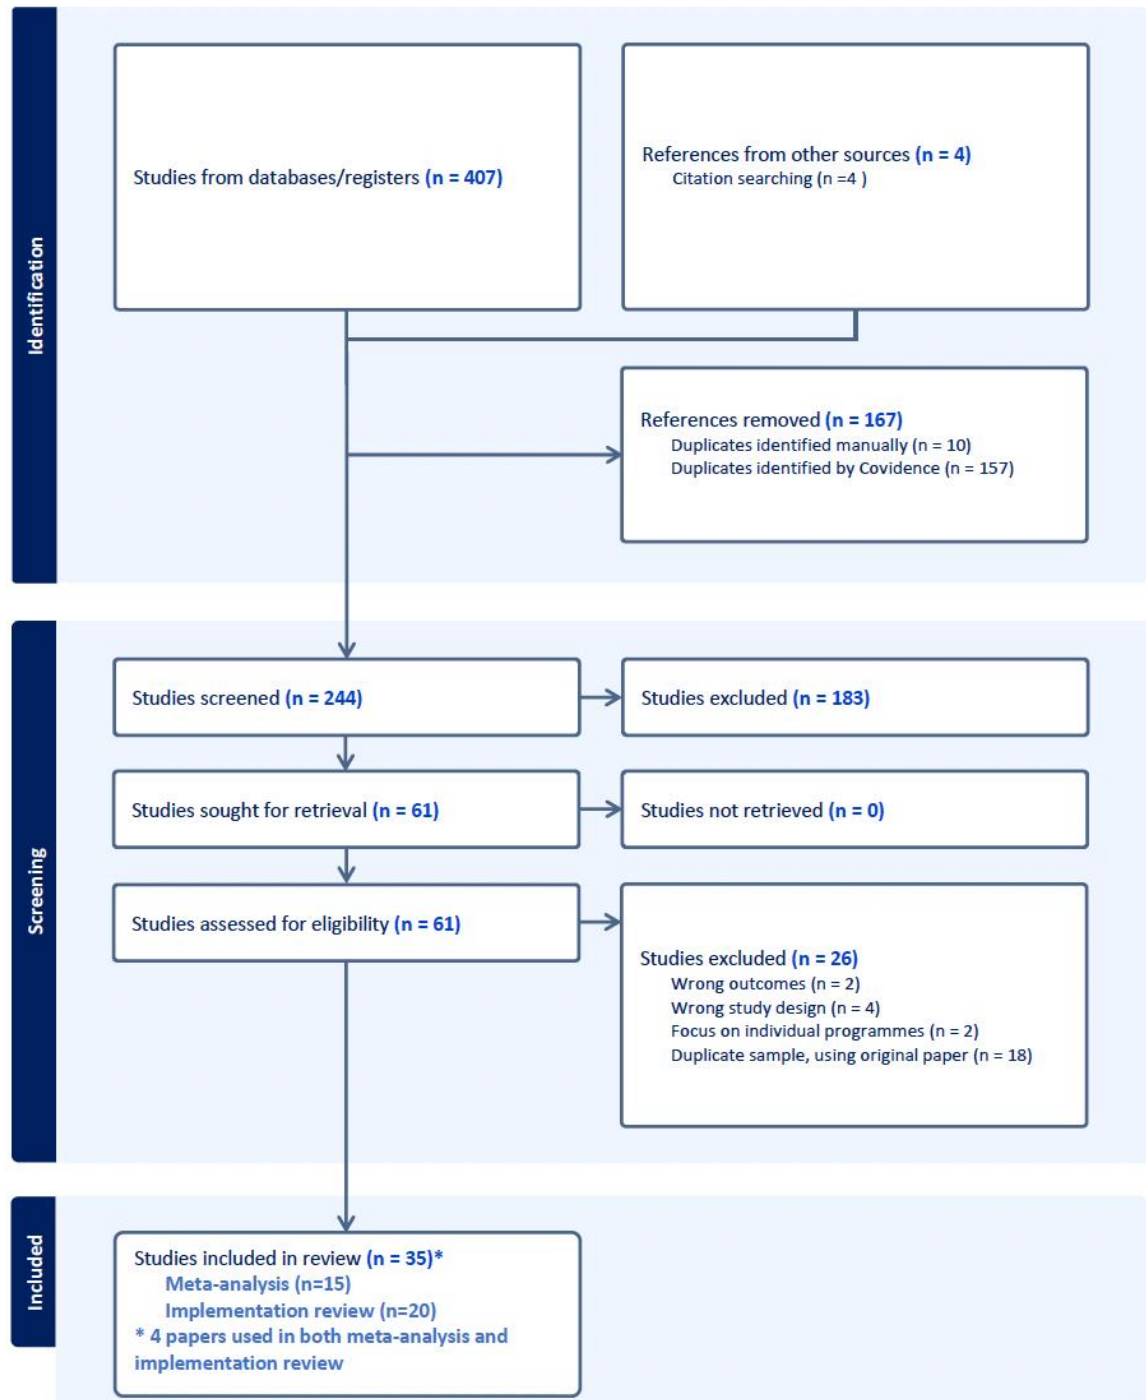 Identification
Studies from databases/registers (n = 407)
References from other sources (n = 4)
Citation searching (n =4 )
References removed (n = 167)
Duplicates identified manually (n = 10)
Duplicates identified by Covidence (n = 157)
Screening
Studies screened (n = 244)
Studies excluded (n = 183)
Studies sought for retrieval (n = 61)
Studies not retrieved (n = 0)
Studies assessed for eligibility (n = 61)
Studies excluded (n = 26)
Wrong outcomes (n = 2)
Wrong study design (n = 4)
Focus on individual programmes (n = 2)
Duplicate sample, using original paper (n = 18)
Included
Studies included in review (n = 35)*
Meta-analysis (n=15)
Implementation review (n=20)
* 4 papers used in both meta-analysis and
implementation review